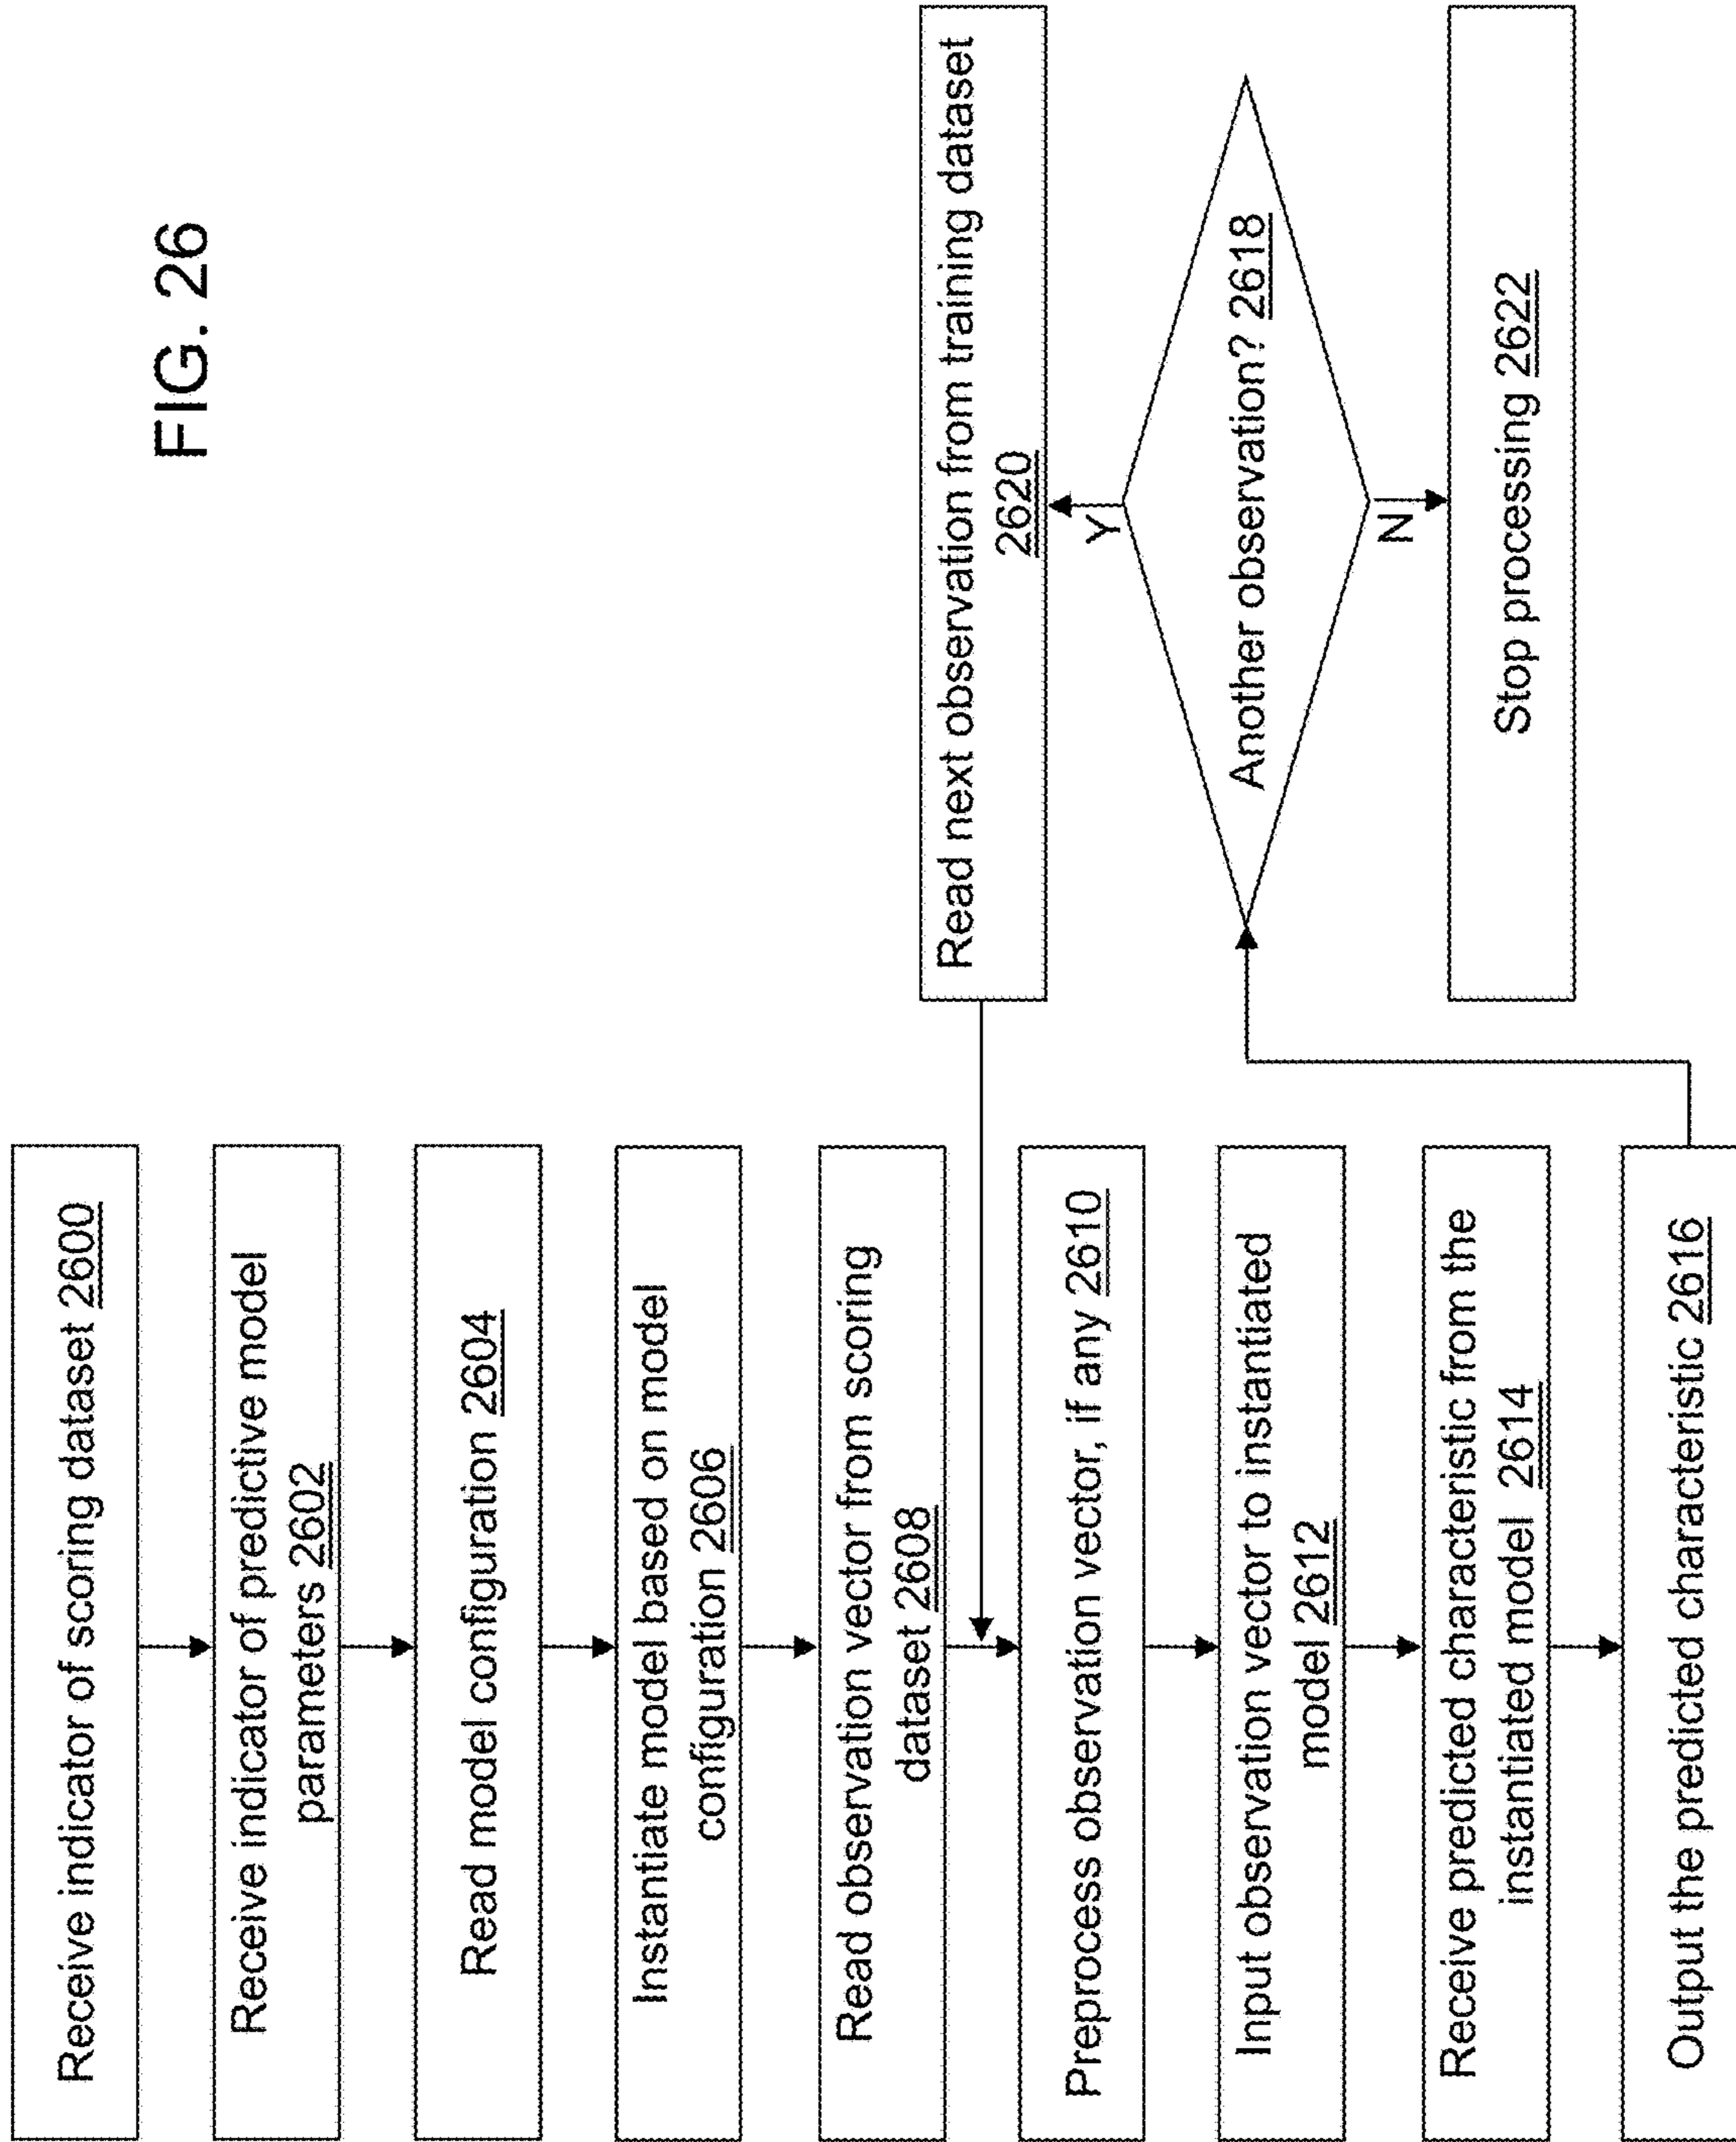 FIG. 26
Receive indicator of scoring dataset 2600
Receive indicator of predictive model
parameters 2602
Read model configuration 2604
Instantiate model based on model
configuration 2606
Read observation vector from scoring
dataset 2608
Preprocess observation vector, if any 2610
Input observation vector to instantiated
model 2612
Receive predicted characteristic from the
instantiated model 2614
Output the predicted characteristic 2616
Read next observation from training dataset
2620
Y
Another observation? 2618
N
Stop processing 2622